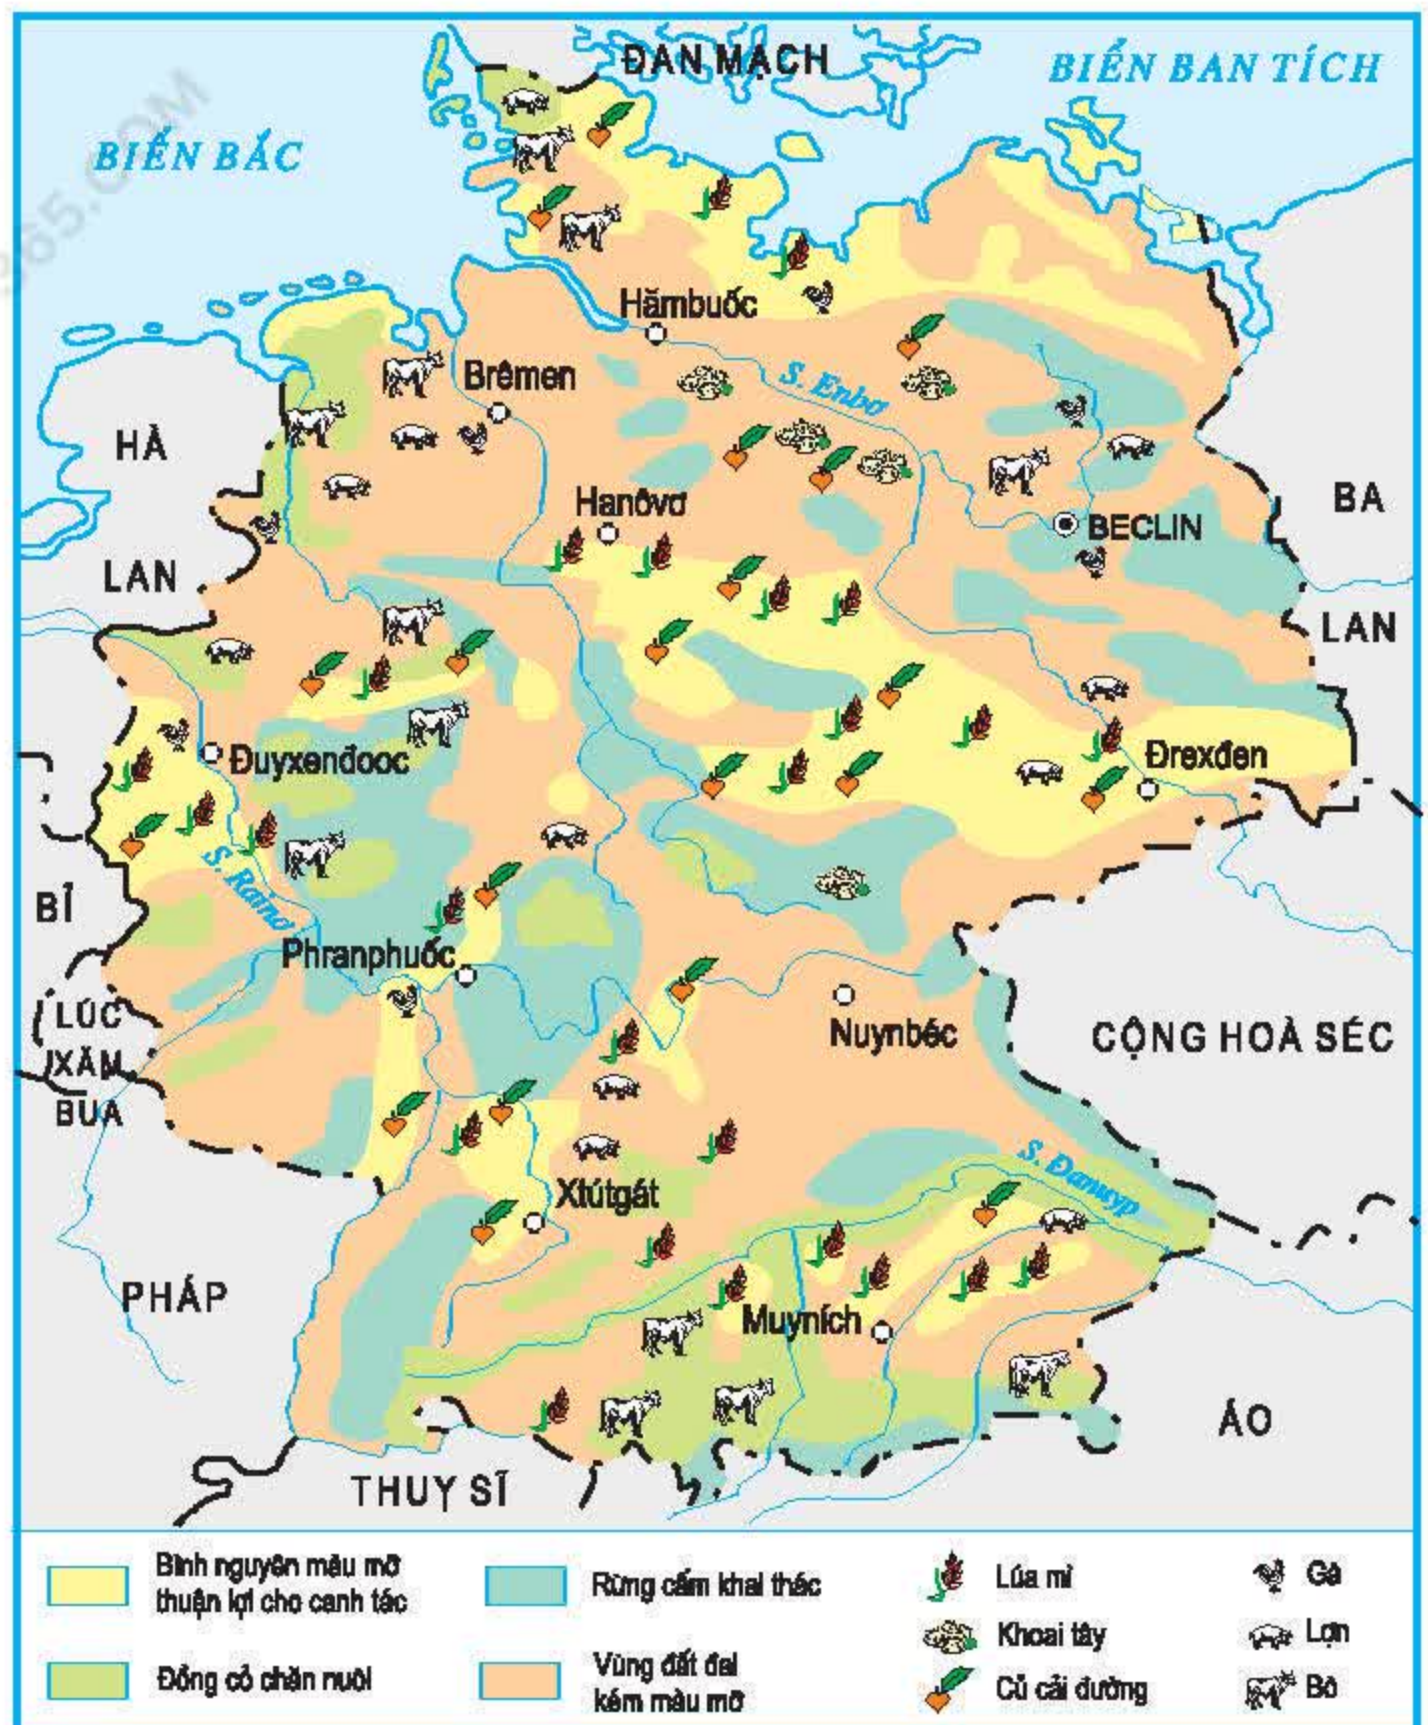 ĐAN MẠCH
BIỂN BAN TÍCH
BIỂN BẮC
Hămbuốc
S. Enbơ
Brêmen
HÀ
LAN
Hanôvơ
BECLIN
BA
LAN
Đuyxenđooc
Đrexđen
S. Rainơ
BỈ
Phranphuốc
LÚC
XĂM
BUA
Nuynbéc
CỘNG HOÀ SÉC
S. Đanuyp
Xtútgát
PHÁP
Muyních
ÁO
THUỴ SĨ
Bình nguyên màu mỡ
thuận lợi cho canh tác
Rừng cấm khai thác
Lúa mì
Gà
Khoai tây
Lợn
Đồng cỏ chăn nuôi
Vùng đất đai
kém màu mỡ
Củ cải đường
Bò